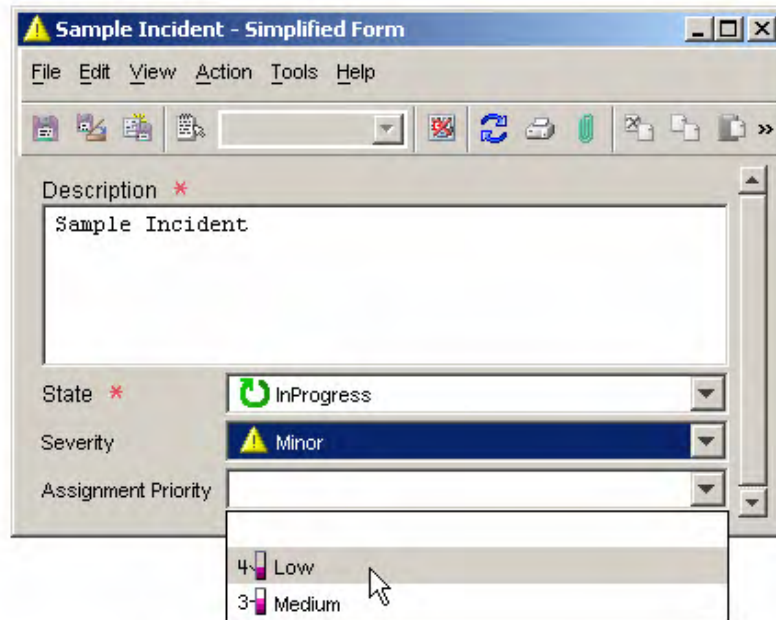 Sample Incident - Simplified Form
File Edit View Action Tools Help
»
Description *
Sample Incident
State * InProgress
Severity Minor
Assignment Priority
4 Low
3 Medium